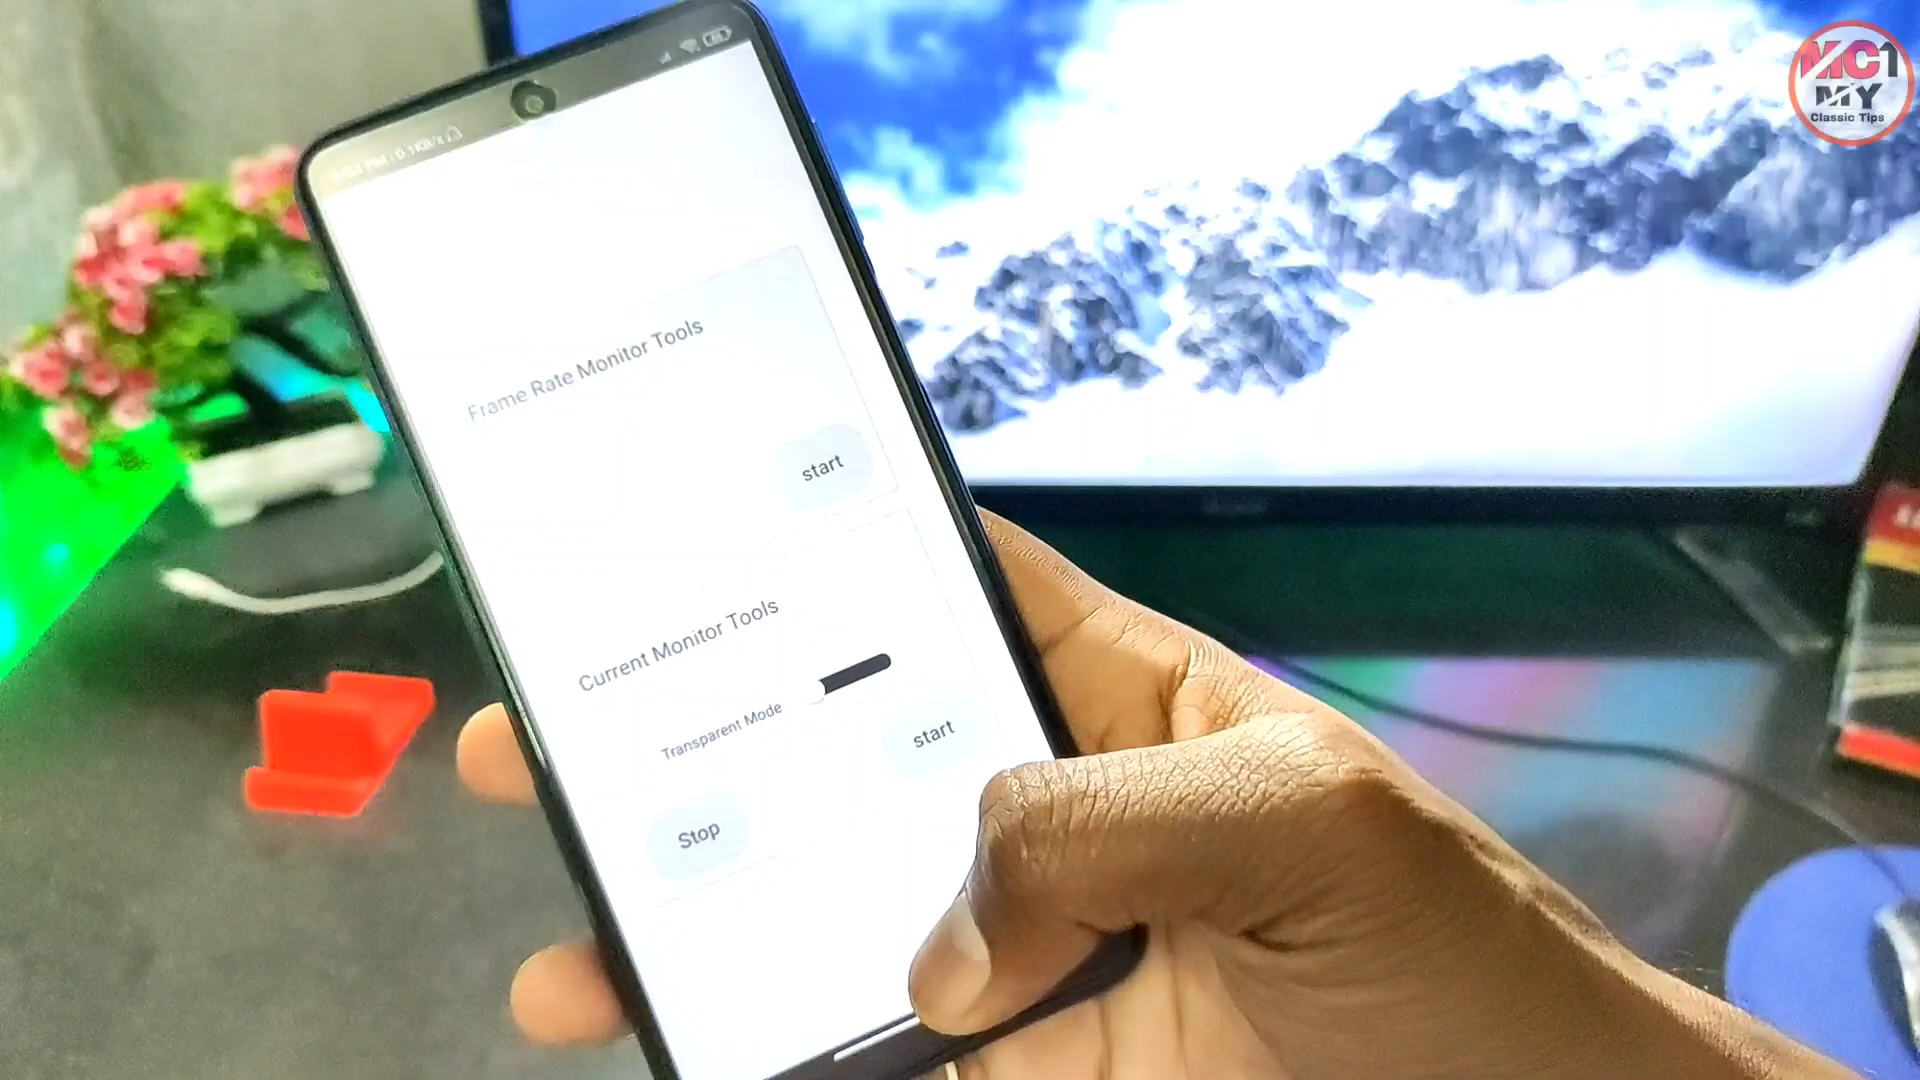 MC1
MY
Classic Tips
Frame Rate Monitor Tools
start
Current Monitor Tools
Transparent Mode
start
Stop